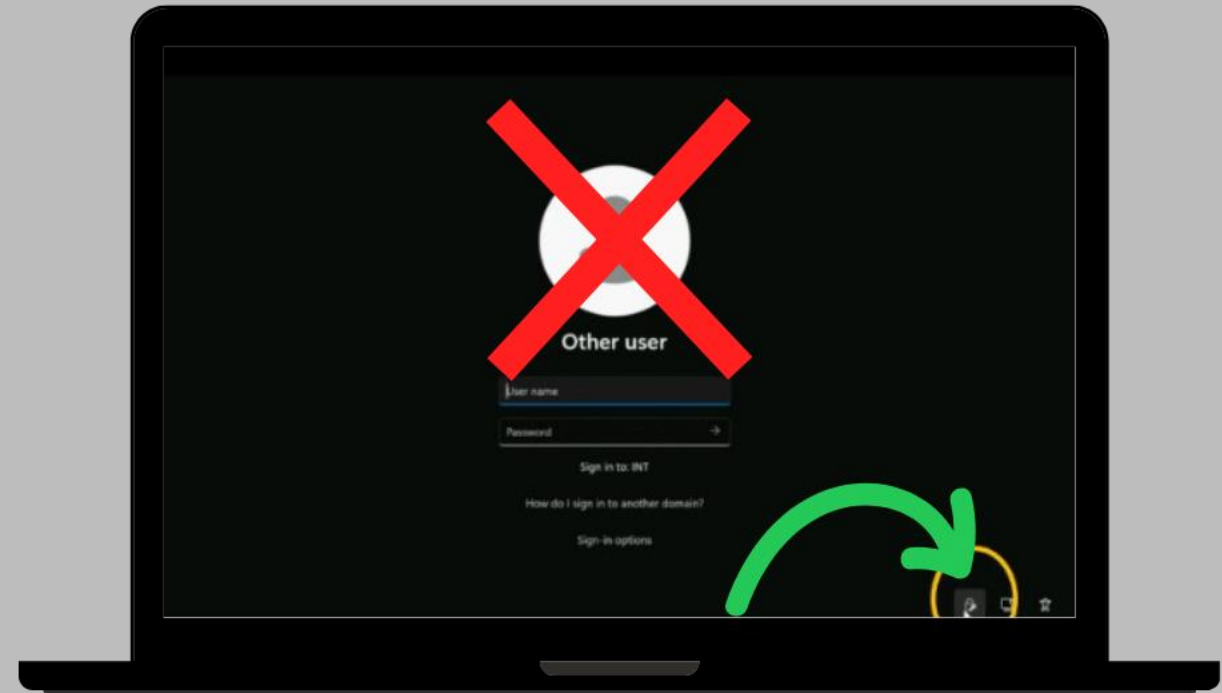 Other user
User name
Password
Sign in to: INT
How do I sign in to another domain?
Sign-in options